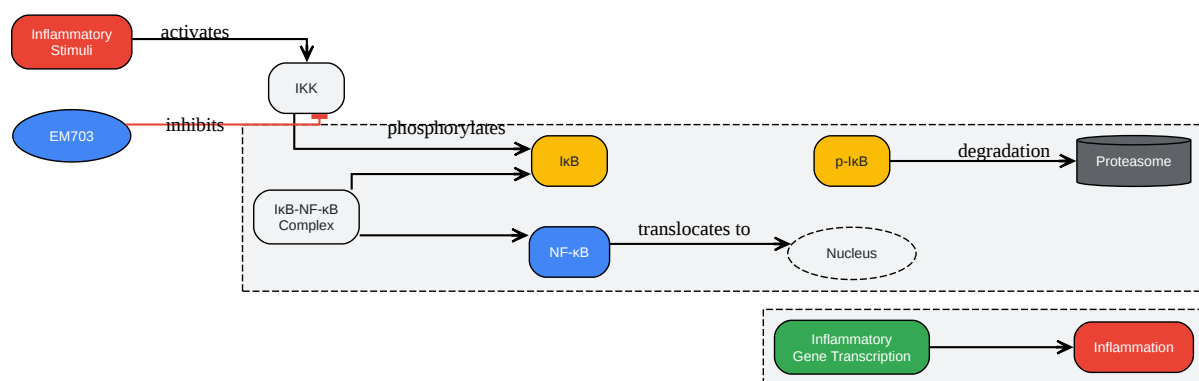 Inflammatory
Stimuli
activates
IKK
EM703
inhibits
phosphorylates
IκB
p-IκB
degradation
Proteasome
IκB-NF-κB
Complex
NF-κB
translocates to
Nucleus
Inflammatory
Gene Transcription
Inflammation